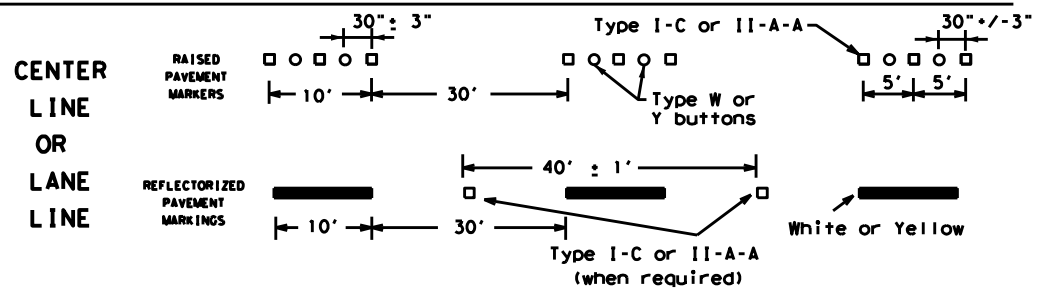 CENTER
LINE
OR
LANE
LINE
RAISED
PAVEMENT
MARKERS
30"± 3"
10'
30'
Type I-C or II-A-A
Type W or
Y buttons
30"+/-3"
5'
5'
REFLECTORIZED
PAVEMENT
MARKINGS
10'
30'
40' ± 1'
Type I-C or II-A-A
(when required)
White or Yellow